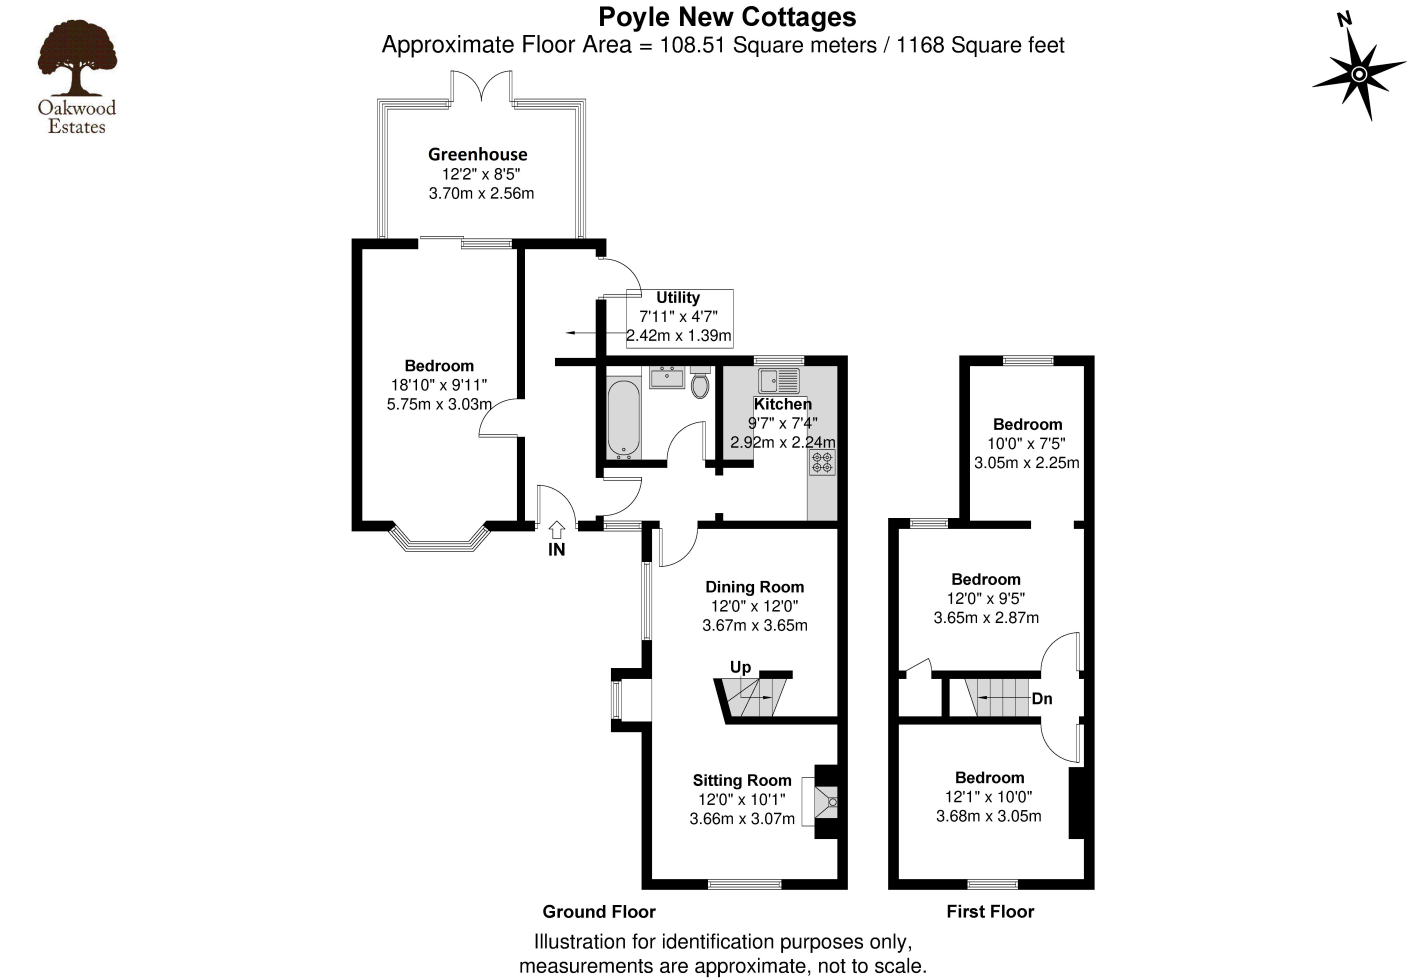 Poyle New Cottages
Approximate Floor Area = 108.51 Square meters / 1168 Square feet
N
Oakwood
Estates
Greenhouse
12'2" x 8'5"
3.70m x 2.56m
Utility
7'11" x 4'7"
2.42m x 1.39m
Bedroom
18'10" x 9'11"
5.75m x 3.03m
Kitchen
9'7" x 7'4"
2.92m x 2.24m
IN
Dining Room
12'0" x 12'0"
3.67m x 3.65m
Up
Sitting Room
12'0" x 10'1"
3.66m x 3.07m
Ground Floor
Bedroom
10'0" x 7'5"
3.05m x 2.25m
Bedroom
12'0" x 9'5"
3.65m x 2.87m
Dn
Bedroom
12'1" x 10'0"
3.68m x 3.05m
First Floor
Illustration for identification purposes only,
measurements are approximate, not to scale.